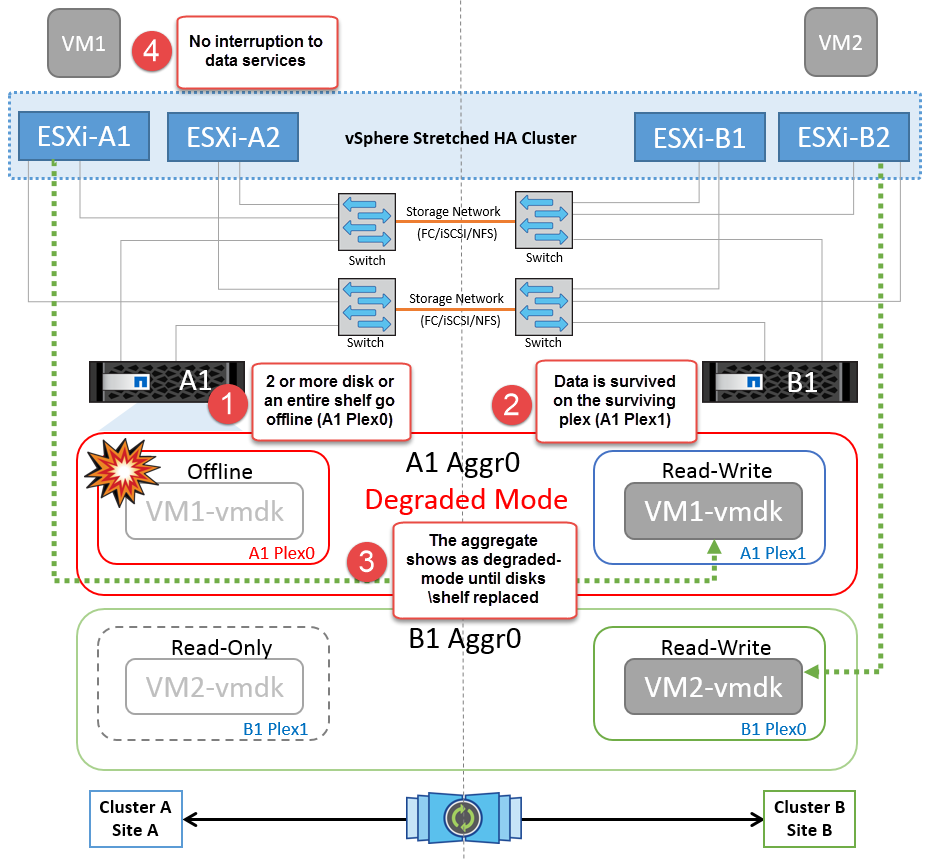 VM1
4
No interruption to
data services
VM2
ESXi-A1
ESXi-A2
vSphere Stretched HA Cluster
ESXi-B1
ESXi-B2
Storage Network
(FC/iSCSI/NFS)
Switch
Switch
Storage Network
(FC/iSCSI/NFS)
Switch
Switch
A1
B1
1
2 or more disk or
an entire shelf go
offline (A1 Plex0)
2
Data is survived
on the surviving
plex (A1 Plex1)
A1 Aggr0
Degraded Mode
Offline
VM1-vmdk
A1 Plex0
Read-Write
VM1-vmdk
A1 Plex1
3
The aggregate
shows as degraded-
mode until disks
\shelf replaced
B1 Aggr0
Read-Only
VM2-vmdk
B1 Plex1
Read-Write
VM2-vmdk
B1 Plex0
Cluster A
Site A
Cluster B
Site B